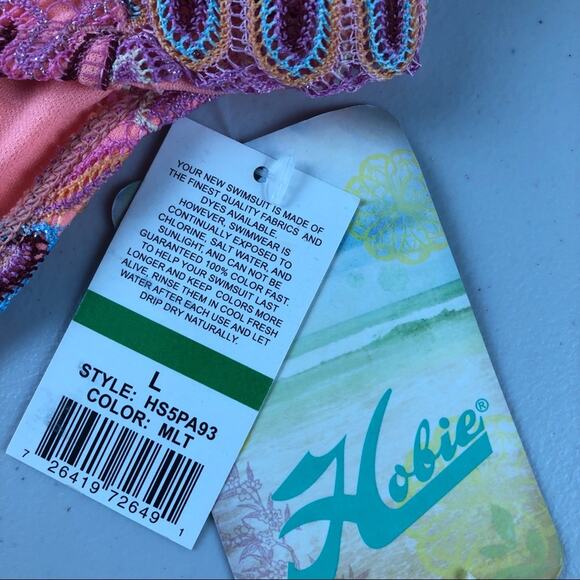 YOUR NEW SWIMSUIT IS MADE OF
THE FINEST QUALITY FABRICS AND
DYES AVAILABLE.
HOWEVER, SWIMWEAR IS
CONTINUALLY EXPOSED TO
CHLORINE, SALT WATER, AND
SUNLIGHT, AND CAN NOT BE
GUARANTEED 100% COLOR FAST.
TO HELP YOUR SWIMSUIT LAST
LONGER AND KEEP COLORS MORE
ALIVE, RINSE THEM IN COOL FRESH
WATER AFTER EACH USE AND LET
DRIP DRY NATURALLY.
L
STYLE: HS5PA93
COLOR: MLT
7 26419 72649 1
Hobie®